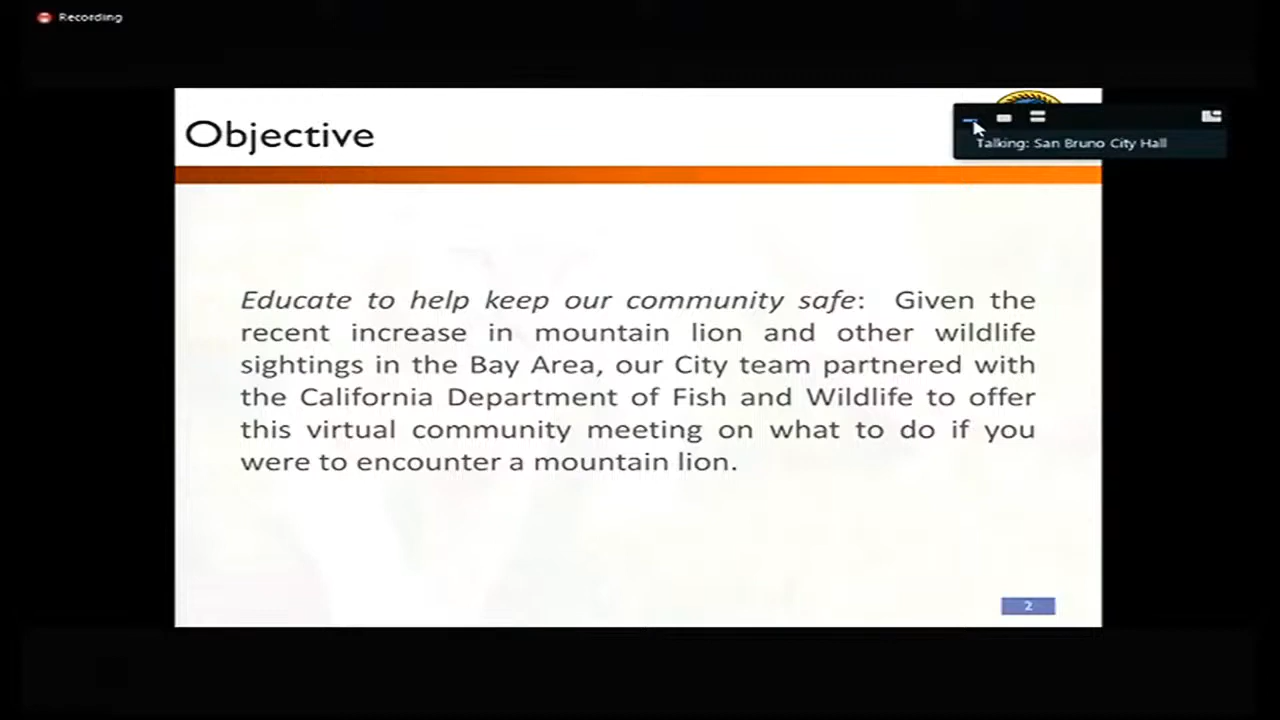 Recording
Objective
Talking: San Bruno City Hall
Educate to help keep our community safe: Given the
recent increase in mountain lion and other wildlife
sightings in the Bay Area, our City team partnered with
the California Department of Fish and Wildlife to offer
this virtual community meeting on what to do if you
were to encounter a mountain lion.
2